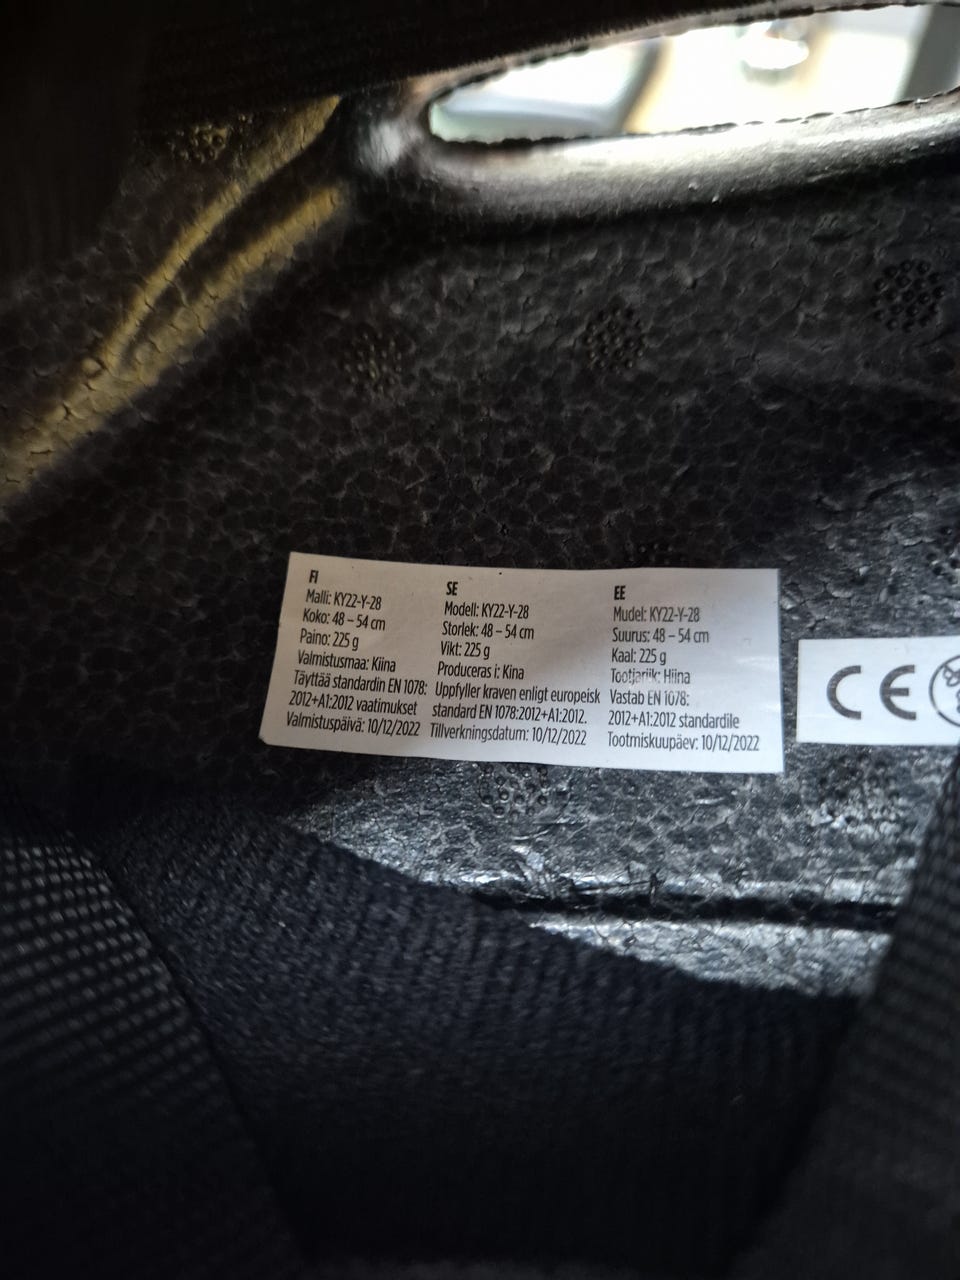 FI
Malli: KY22-Y-28
Koko: 48 – 54 cm
Paino: 225 g
Valmistusmaa: Kiina
Täyttää standardin EN 1078:
2012+A1:2012 vaatimukset
Valmistuspäivä: 10/12/2022
SE
Modell: KY22-Y-28
Storlek: 48 – 54 cm
Vikt: 225 g
Produceras i: Kina
Uppfyller kraven enligt europeisk
standard EN 1078:2012+A1:2012.
Tillverkningsdatum: 10/12/2022
EE
Mudel: KY22-Y-28
Suurus: 48 – 54 cm
Kaal: 225 g
Tootjariik: Hiina
Vastab EN 1078:
2012+A1:2012 standardile
Tootmiskuupäev: 10/12/2022
CE